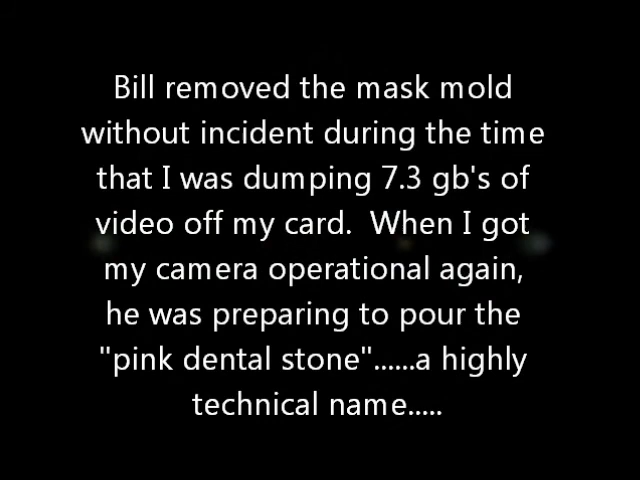 Bill removed the mask mold
without incident during the time
that I was dumping 7.3 gb's of
video off my card.  When I got
my camera operational again,
he was preparing to pour the
"pink dental stone"......a highly
technical name.....